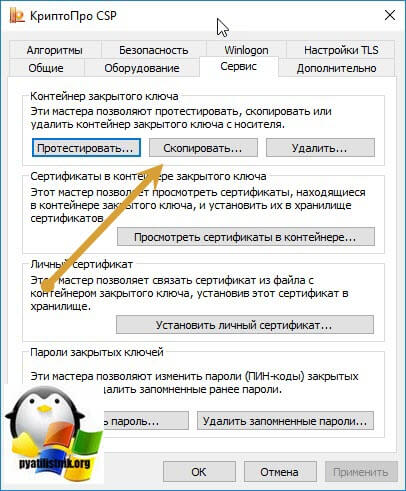 КриптоПро CSP
Алгоритмы Безопасность Winlogon Настройки TLS
Общие Оборудование Сервис Дополнительно
Контейнер закрытого ключа
Эти мастера позволяют протестировать, скопировать или
удалить контейнер закрытого ключа с носителя.
Протестировать... Скопировать... Удалить...
Сертификаты в контейнере закрытого ключа
Этот мастер позволяет просмотреть сертификаты, находящиеся
в контейнере закрытого ключа, и установить их в хранилище
сертификатов.
Просмотреть сертификаты в контейнере...
Личный сертификат
Этот мастер позволяет связать сертификат из файла с
контейнером закрытого ключа, установив этот сертификат в
хранилище.
Установить личный сертификат...
Пароли закрытых ключей
Эти мастера позволяют изменить пароли (ПИН-коды) закрытых
далить запомненные ранее пароли.
ь пароль... Удалить запомненные пароли...
pyatilistnik.org
ОК Отмена Применить